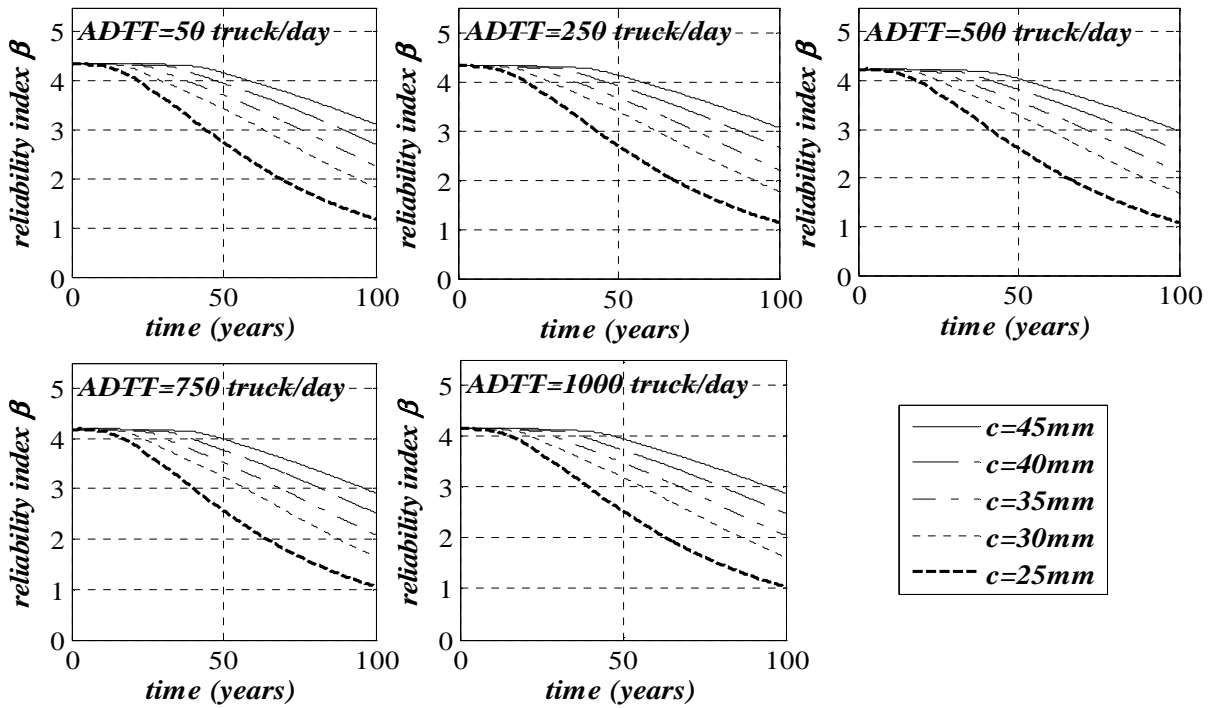 ADTT=50 truck/day
ADTT=250 truck/day
ADTT=500 truck/day
5
4
3
2
1
0
reliability index β
0 50 100
time (years)
5
4
3
2
1
0
reliability index β
0 50 100
time (years)
5
4
3
2
1
0
reliability index β
0 50 100
time (years)
ADTT=750 truck/day
ADTT=1000 truck/day
5
4
3
2
1
0
reliability index β
0 50 100
time (years)
5
4
3
2
1
0
reliability index β
0 50 100
time (years)
c=45mm
c=40mm
c=35mm
c=30mm
c=25mm